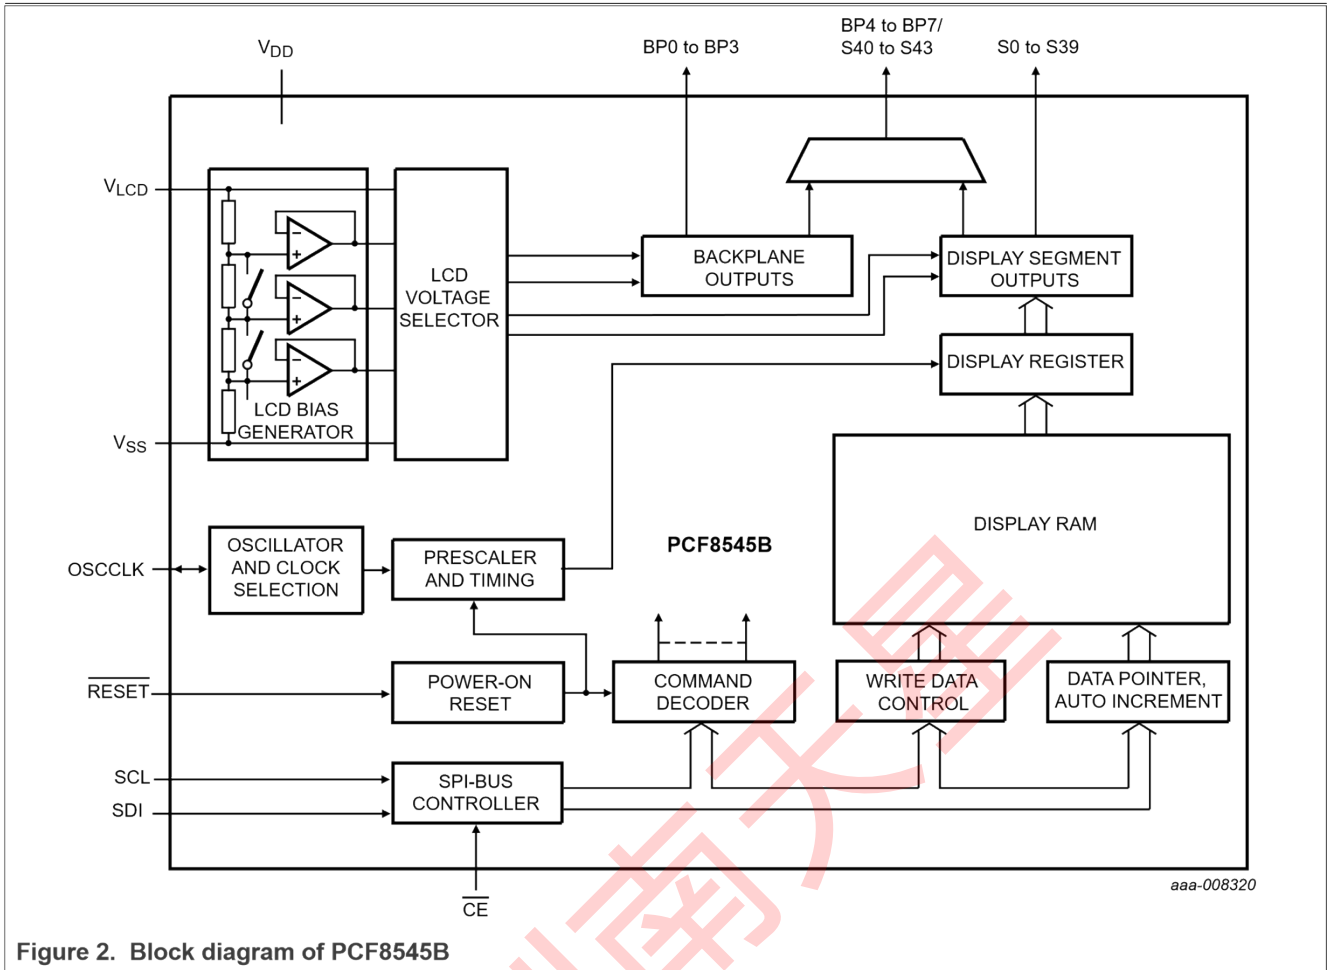 VDD
BP0 to BP3
BP4 to BP7/
S40 to S43
S0 to S39
VLCD
LCD
VOLTAGE
SELECTOR
BACKPLANE
OUTPUTS
DISPLAY SEGMENT
OUTPUTS
DISPLAY REGISTER
LCD BIAS
GENERATOR
VSS
DISPLAY RAM
PCF8545B
OSCCLK
OSCILLATOR
AND CLOCK
SELECTION
PRESCALER
AND TIMING
RESET
POWER-ON
RESET
COMMAND
DECODER
WRITE DATA
CONTROL
DATA POINTER,
AUTO INCREMENT
SCL
SDI
SPI-BUS
CONTROLLER
CE
aaa-008320
Figure 2. Block diagram of PCF8545B
南天星